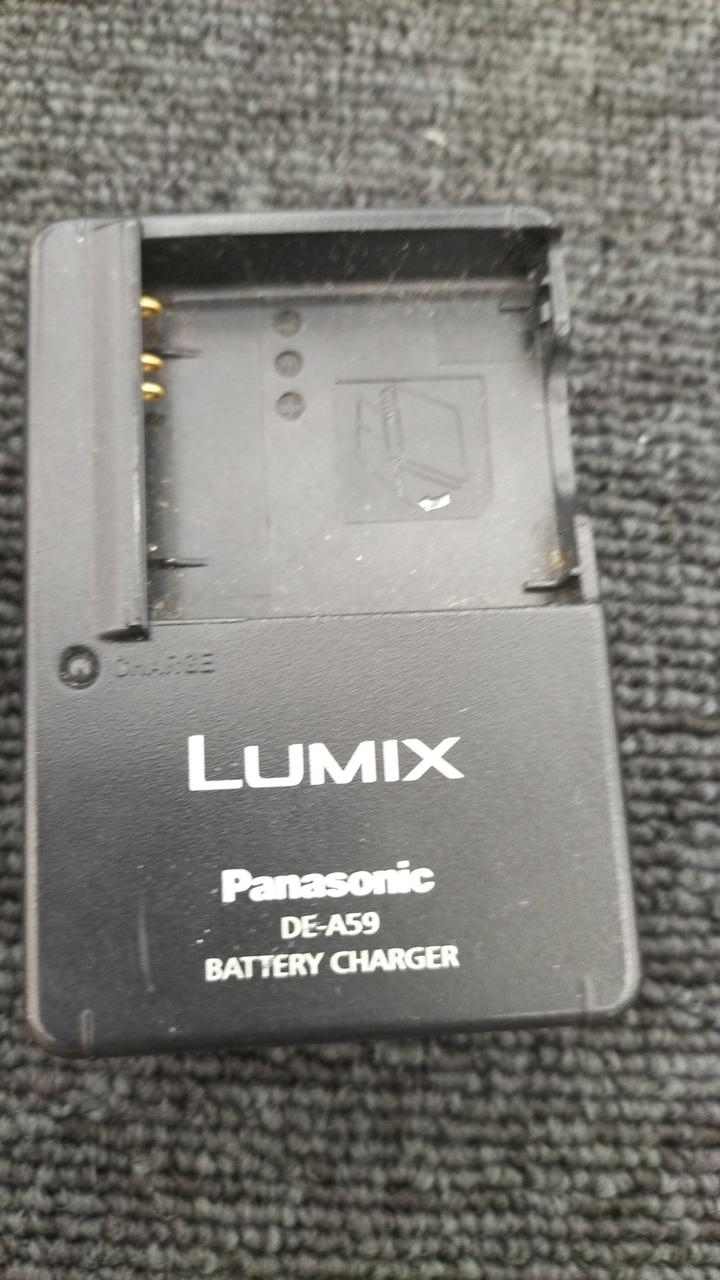 CHARGE
LUMIX
Panasonic
DE-A59
BATTERY CHARGER